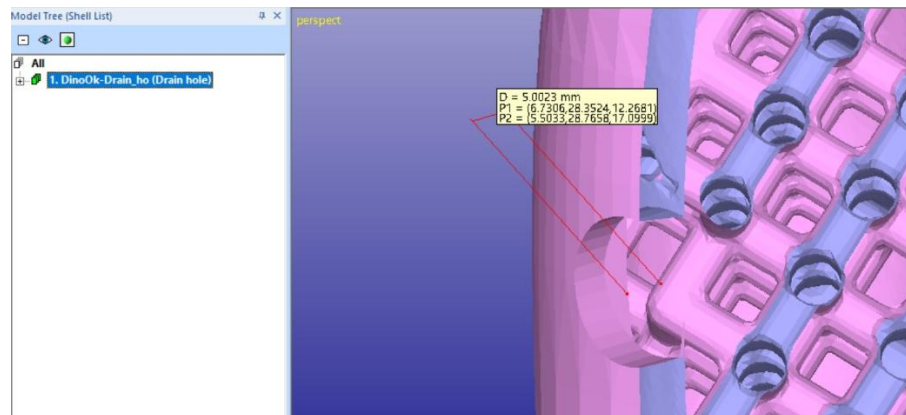 Model Tree (Shell List)
All
1. DinoOk-Drain_ho (Drain hole)
perspect
D = 5.0023 mm
P1 = (6.7306,28.3524,12.2681)
P2 = (5.5033,28.7658,17.0999)